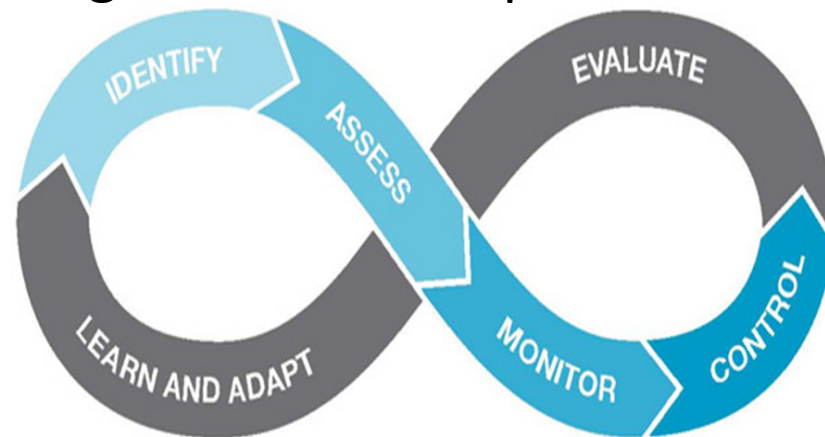 IDENTIFY
ASSESS
MONITOR
CONTROL
EVALUATE
LEARN AND ADAPT